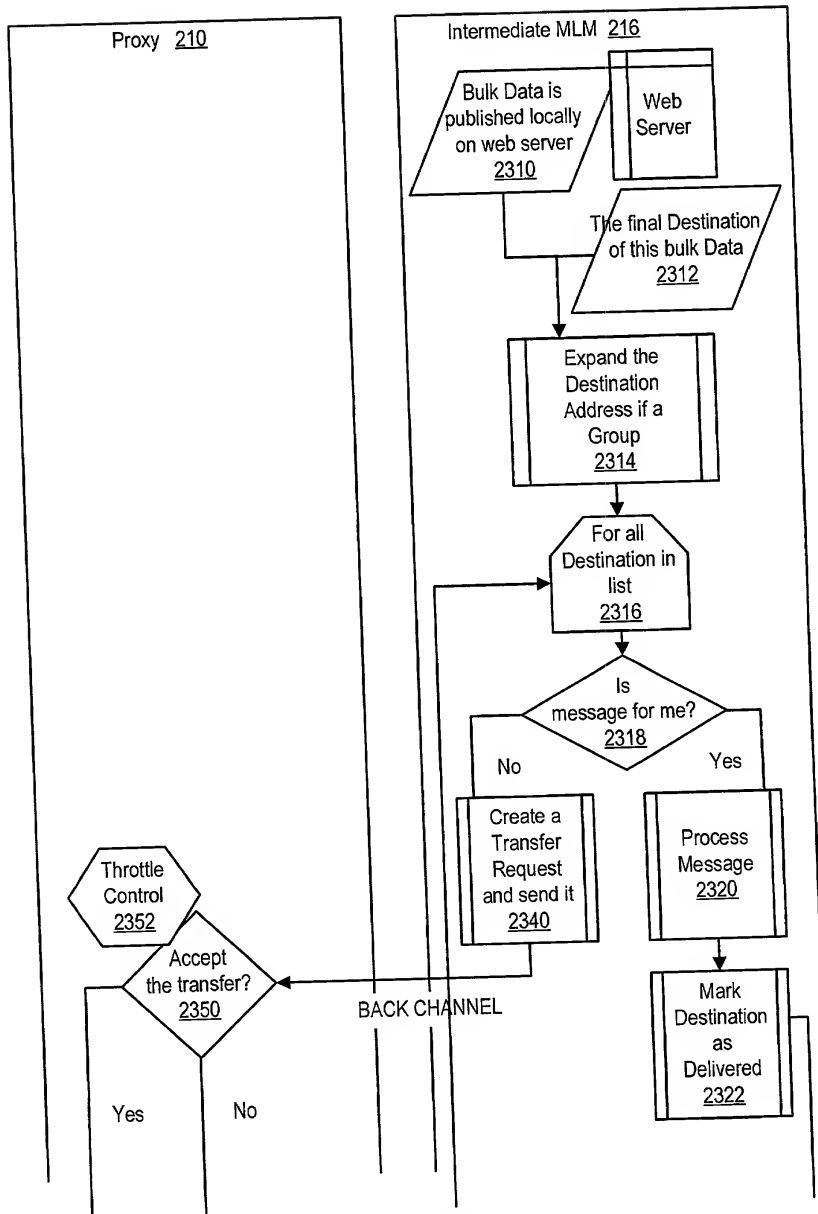 Proxy 210
Intermediate MLM 216
Bulk Data is
published locally
on web server
2310
Web
Server
The final Destination
of this bulk Data
2312
Expand the
Destination
Address if a
Group
2314
For all
Destination in
list
2316
Is
message for me?
2318
No
Yes
Create a
Transfer
Request
and send it
2340
Process
Message
2320
Throttle
Control
2352
Accept
the transfer?
2350
BACK CHANNEL
Mark
Destination
as
Delivered
2322
Yes
No